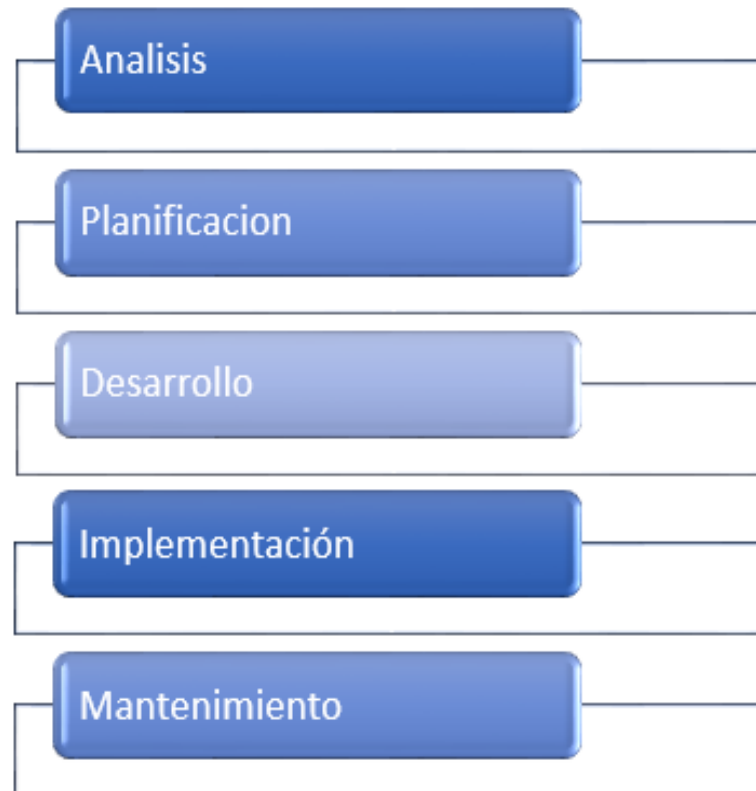 Analisis
Planificacion
Desarrollo
Implementación
Mantenimiento